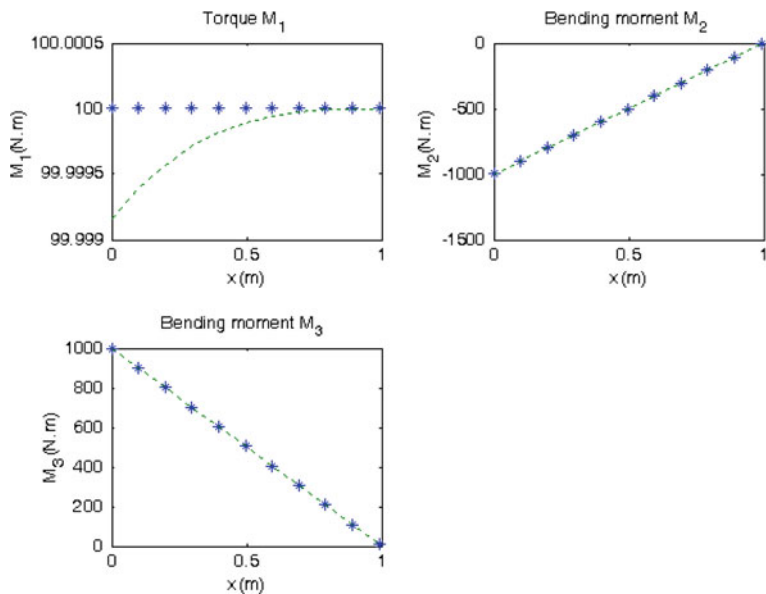 Torque M1
100.0005
100
99.9995
99.999
M1(N.m)
0
0.5
1
x(m)
Bending moment M2
0
-500
-1000
-1500
M2(N.m)
0
0.5
1
x(m)
Bending moment M3
1000
800
600
400
200
0
M3(N.m)
0
0.5
1
x(m)